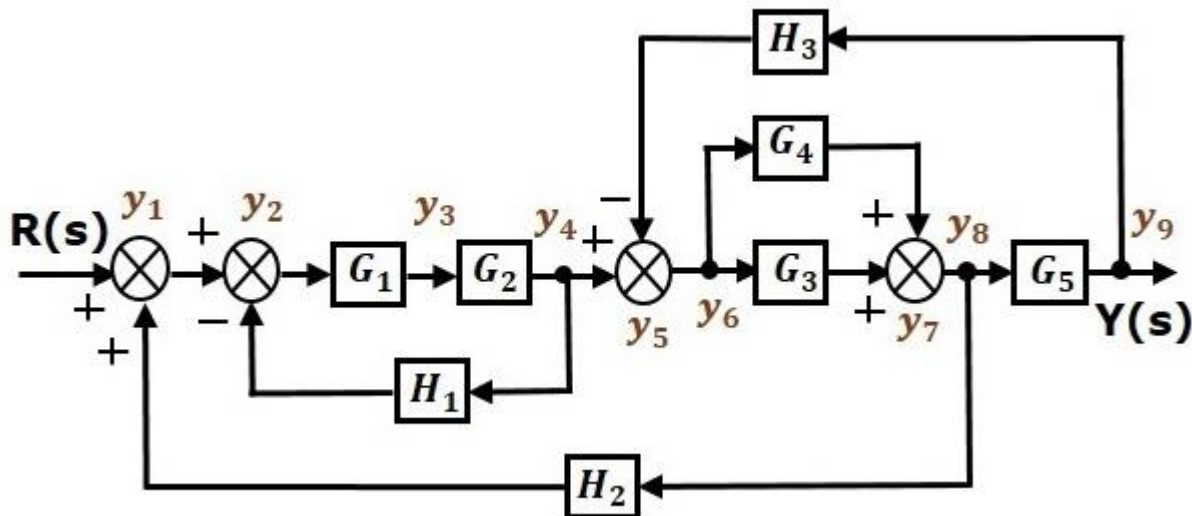 H₃
−
G₄
R(s)
y₁
+
y₂
y₃
y₄
+
+
y₈
y₉
G₁
G₂
G₃
G₅
+
−
y₅
y₆
+
y₇
Y(s)
+
H₁
H₂